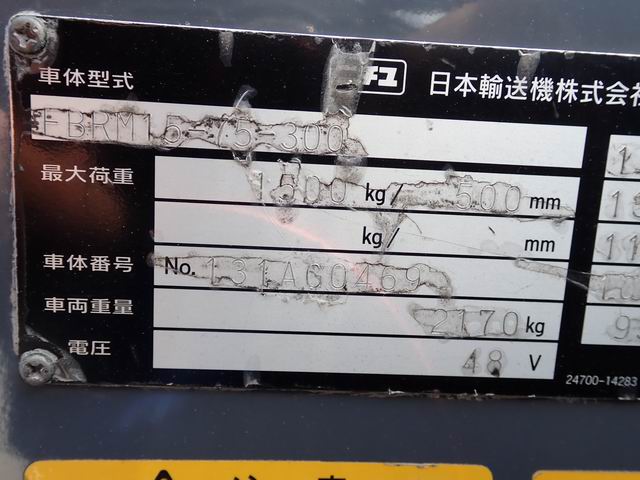 日本輸送機株式会社
車体型式
FBRM15-75-300
最大荷重
1500 kg/ 500 mm
kg/ mm
車体番号 No. 131AG0469
車両重量 2170 kg
電圧 48 V
24700-14283